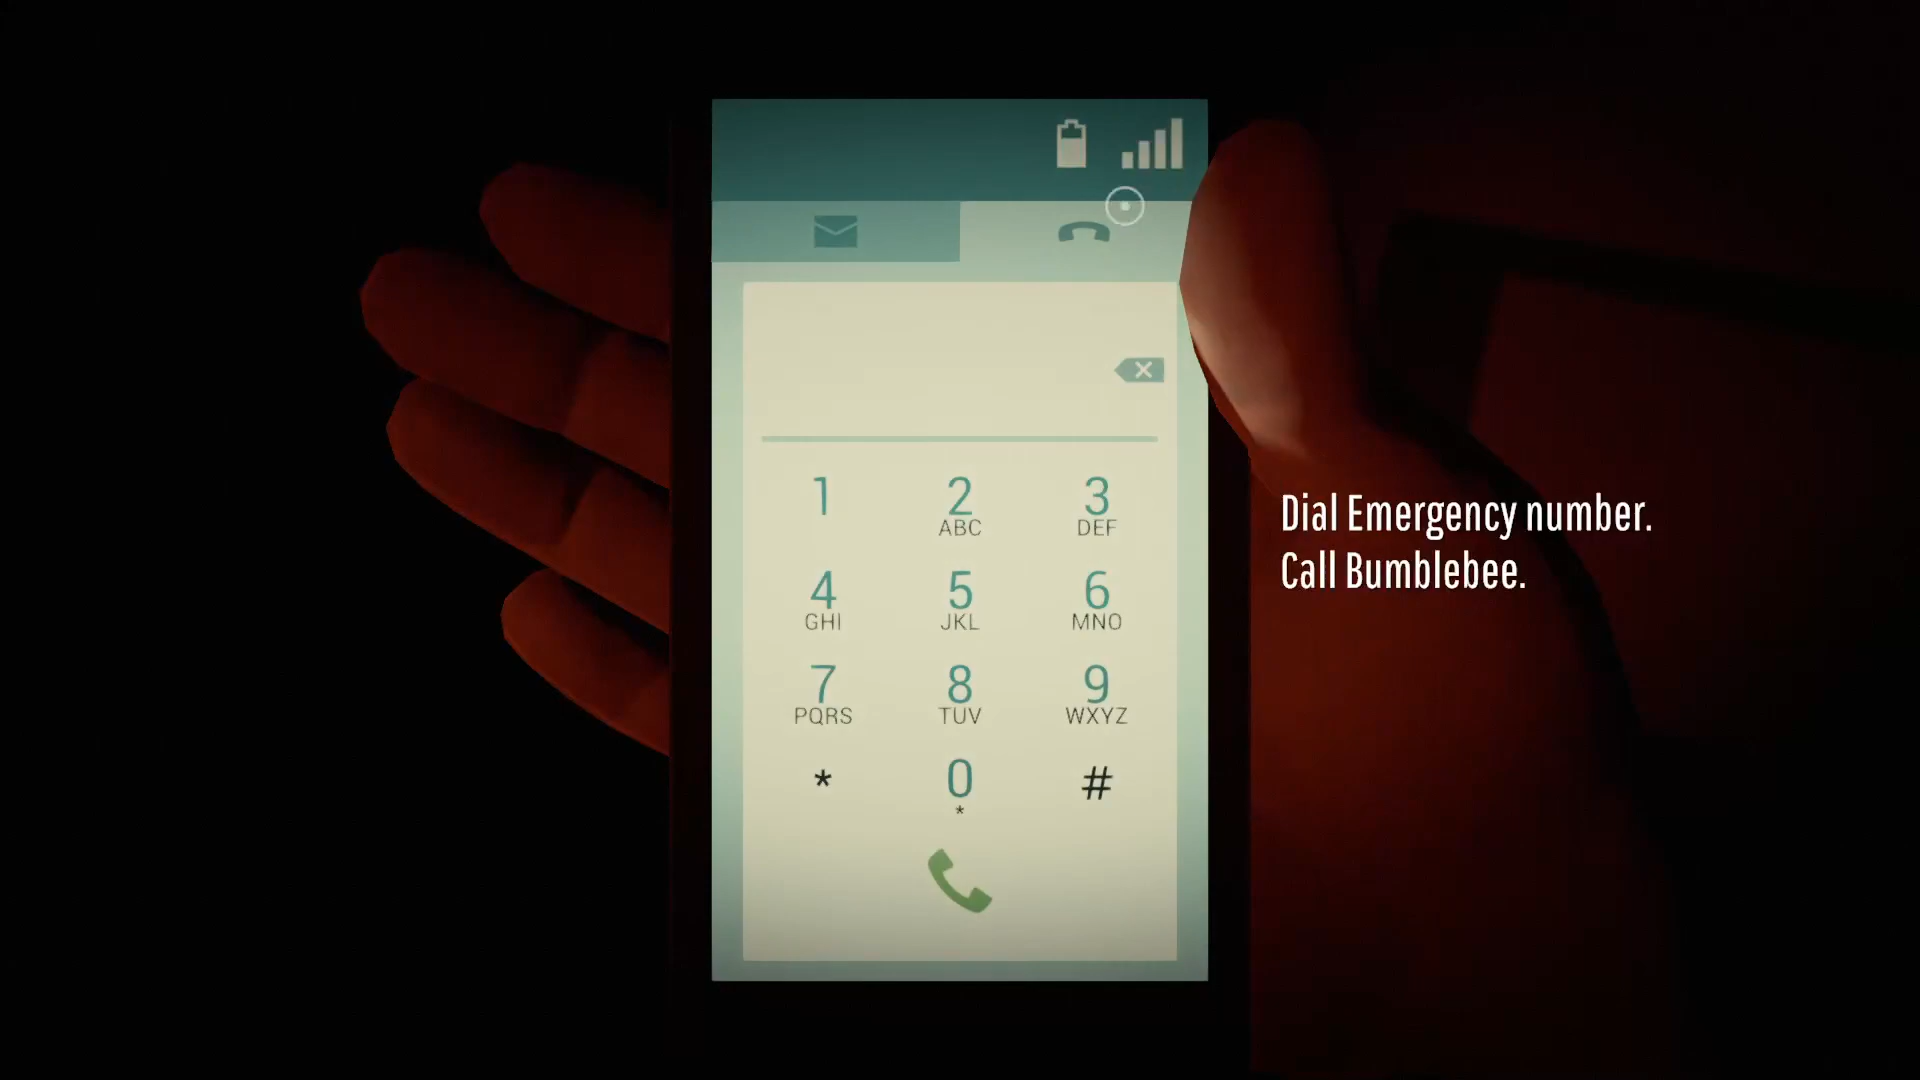 1 2 3
ABC DEF
4 5 6
GHI JKL MNO
7 8 9
PQRS TUV WXYZ
* 0 #
*
Dial Emergency number.
Call Bumblebee.